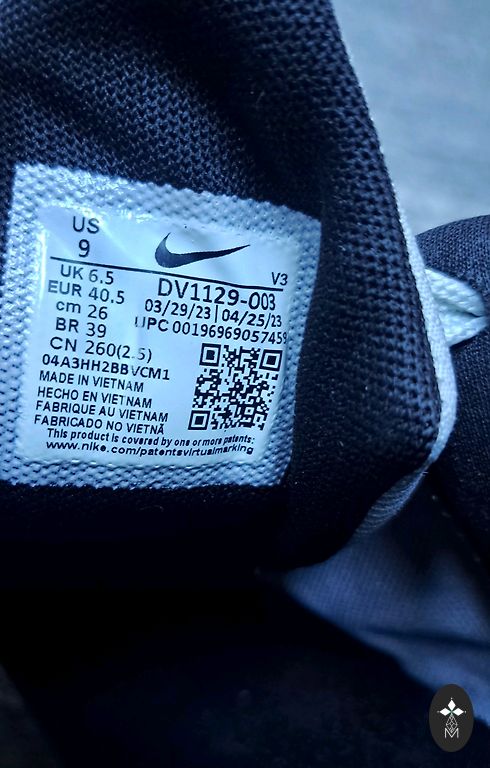 US
9
V3
UK 6.5
EUR 40.5
cm 26
BR 39
CN 260(2.5)
DV1129-003
03/29/23 | 04/25/23
UPC 00196969057459
04A3HH2BBVCM1
MADE IN VIETNAM
HECHO EN VIETNAM
FABRIQUE AU VIETNAM
FABRICADO NO VIETNÃ
This product is covered by one or more patents:
www.nike.com/patentsvirtualmarking
M